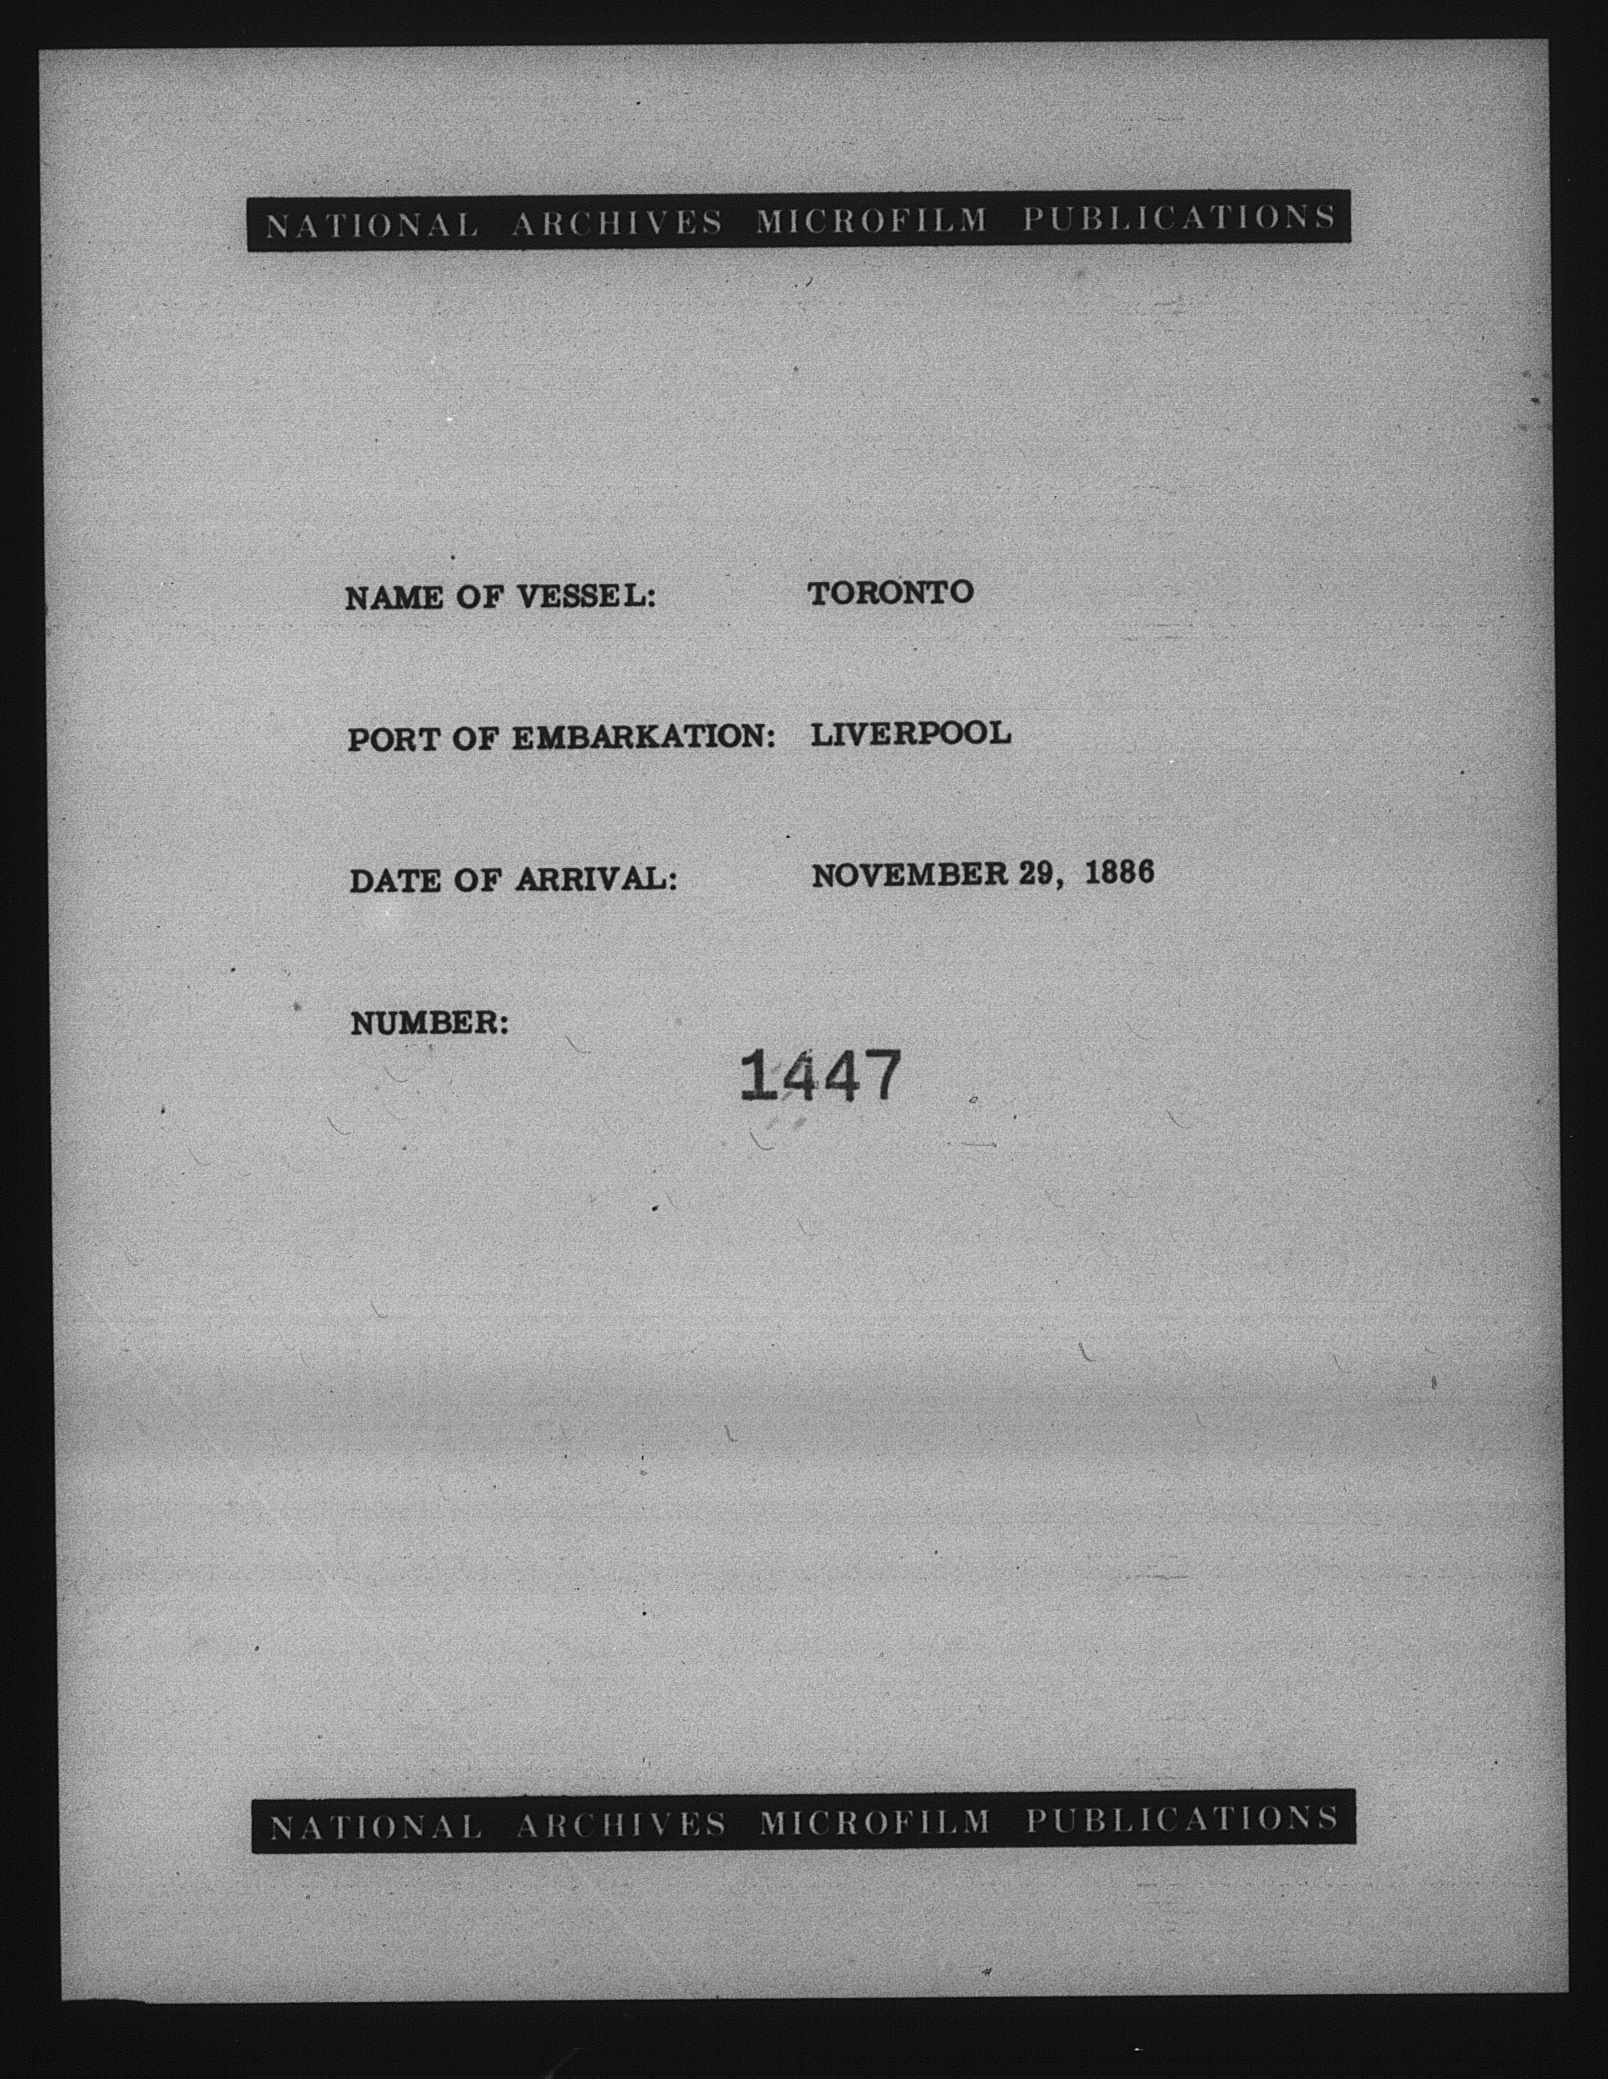 NATIONAL ARCHIVES MICROFILM PUBLICATIONS
NAME OF VESSEL: TORONTO
PORT OF EMBARKATION: LIVERPOOL
DATE OF ARRIVAL: NOVEMBER 29, 1886
NUMBER:
1447
NATIONAL ARCHIVES MICROFILM PUBLICATIONS